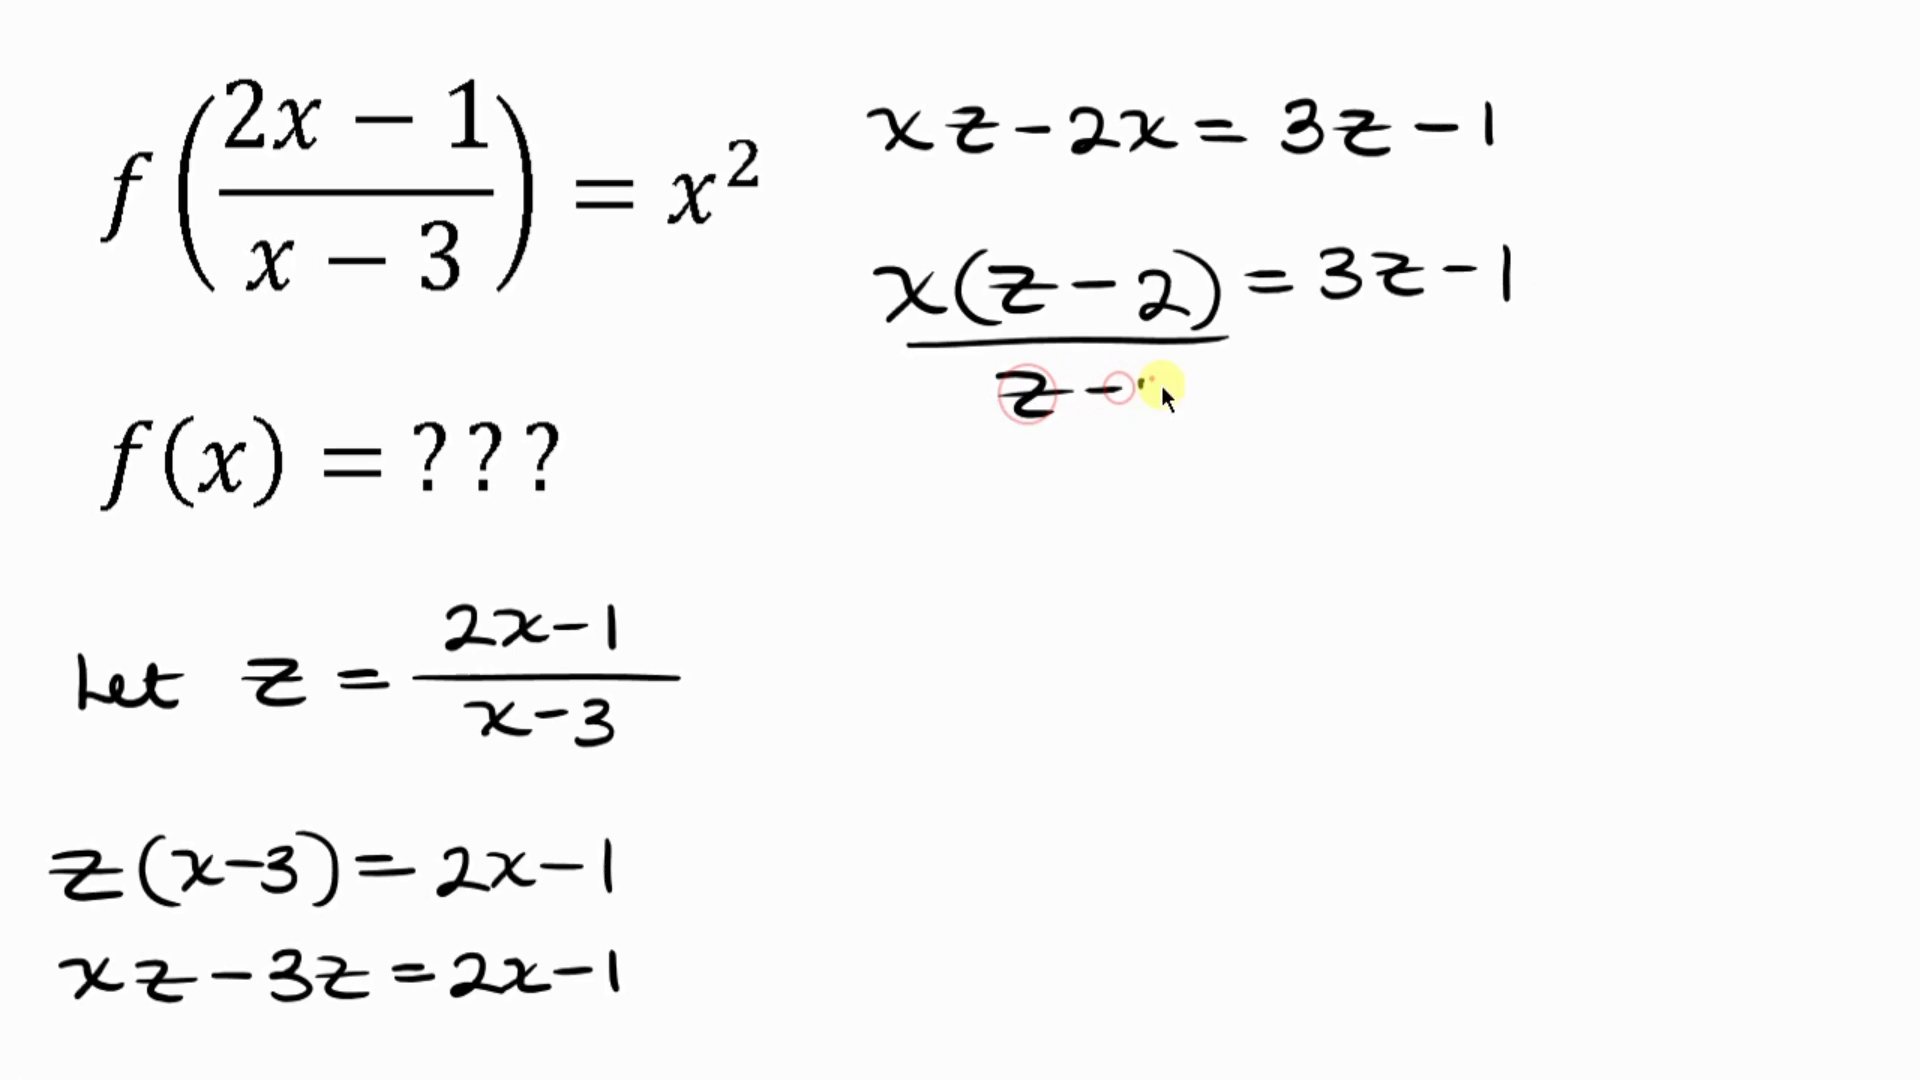 f((2x − 1)/(x − 3)) = x²
f(x) = ???
Let z = (2x-1)/(x-3)
z(x-3) = 2x-1
xz-3z = 2x-1
xz-2x = 3z-1
x(z-2) = 3z-1
z-